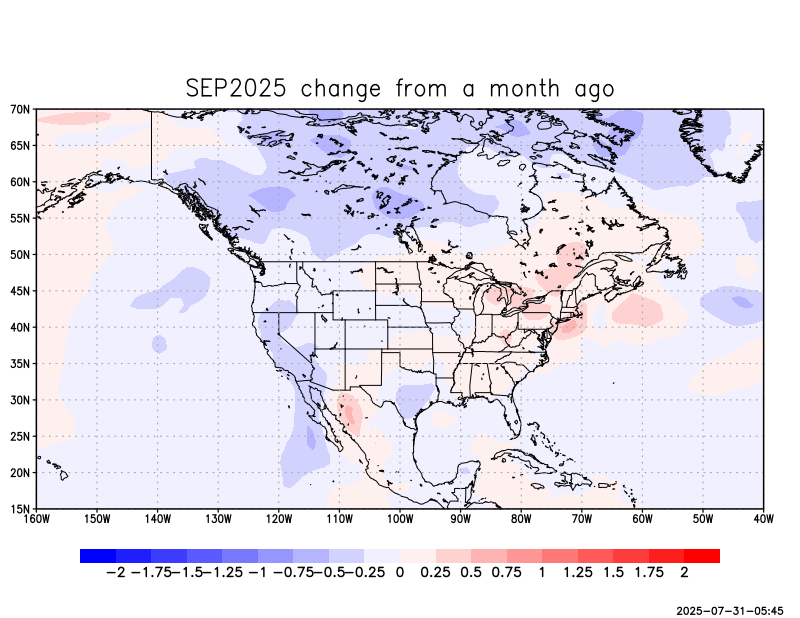 SEP2025 change from a month ago
70N
65N
60N
55N
50N
45N
40N
35N
30N
25N
20N
15N
160W 150W 140W 130W 120W 110W 100W 90W 80W 70W 60W 50W 40W
-2 -1.75 -1.5 -1.25 -1 -0.75 -0.5 -0.25 0 0.25 0.5 0.75 1 1.25 1.5 1.75 2
2025-07-31-05:45